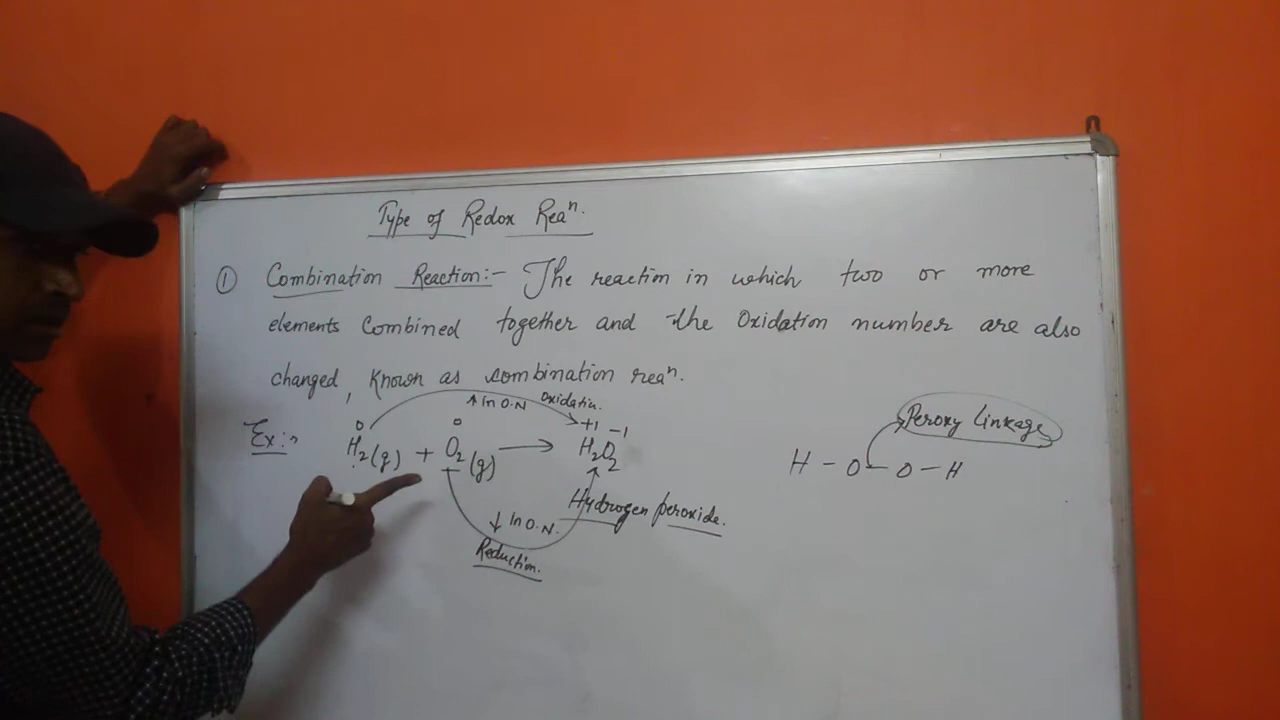 Type of Redox Reaⁿ.
① Combination Reaction:- The reaction in which two or more
elements Combined together and the Oxidation number are also
changed, Known as combination reaⁿ.
↑ In O.N Oxidatin.
0 0 +1 -1
Ex:→ H₂(g) + O₂(g) ⟶ H₂O₂
Hydrogen peroxide.
↓ In O.N.
Reduction.
Peroxy Linkage
H - O - O - H